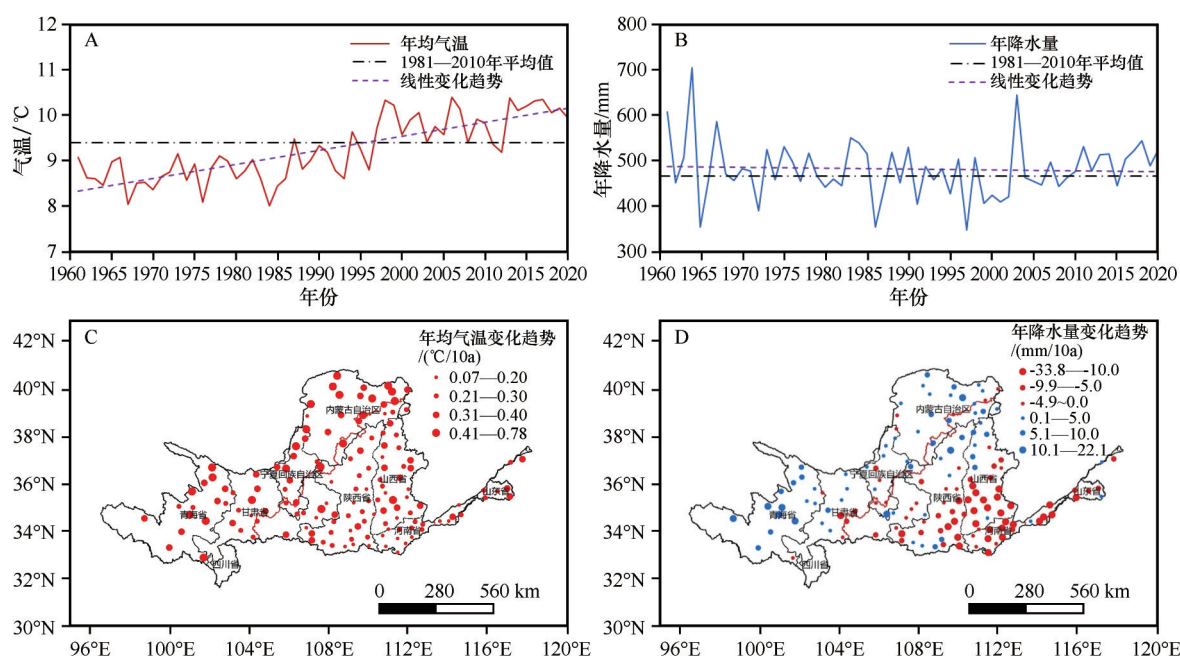 A
年均气温
1981—2010年平均值
线性变化趋势
12
11
10
9
8
7
气温/℃
1960 1965 1970 1975 1980 1985 1990 1995 2000 2005 2010 2015 2020
年份
B
年降水量
1981—2010年平均值
线性变化趋势
800
700
600
500
400
300
年降水量/mm
1960 1965 1970 1975 1980 1985 1990 1995 2000 2005 2010 2015 2020
年份
C
年均气温变化趋势
/(℃/10a)
0.07—0.20
0.21—0.30
0.31—0.40
0.41—0.78
42°N
40°N
38°N
36°N
34°N
32°N
30°N
内蒙古自治区
宁夏回族自治区
山西省
山东省
陕西省
甘肃省
青海省
河南省
四川省
0 280 560 km
96°E 100°E 104°E 108°E 112°E 116°E 120°E
D
年降水量变化趋势
/(mm/10a)
-33.8—-10.0
-9.9—-5.0
-4.9~0.0
0.1—5.0
5.1—10.0
10.1—22.1
42°N
40°N
38°N
36°N
34°N
32°N
30°N
内蒙古自治区
宁夏回族自治区
山西省
山东省
陕西省
甘肃省
青海省
河南省
四川省
0 280 560 km
96°E 100°E 104°E 108°E 112°E 116°E 120°E